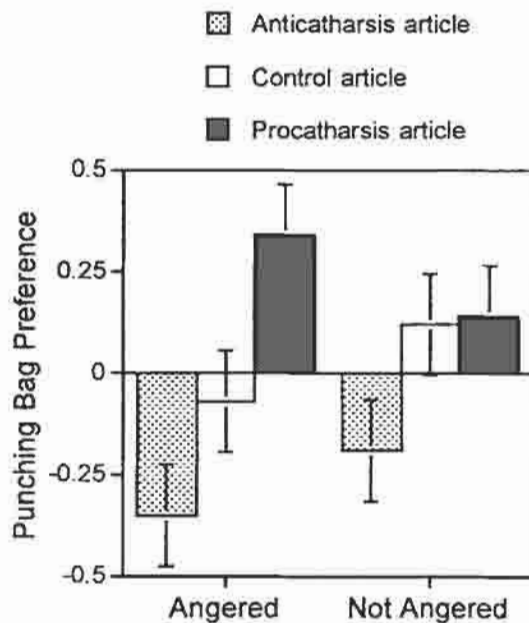 Anticatharsis article
Control article
Procatharsis article
0.5
0.25
0
-0.25
-0.5
Punching Bag Preference
Angered
Not Angered